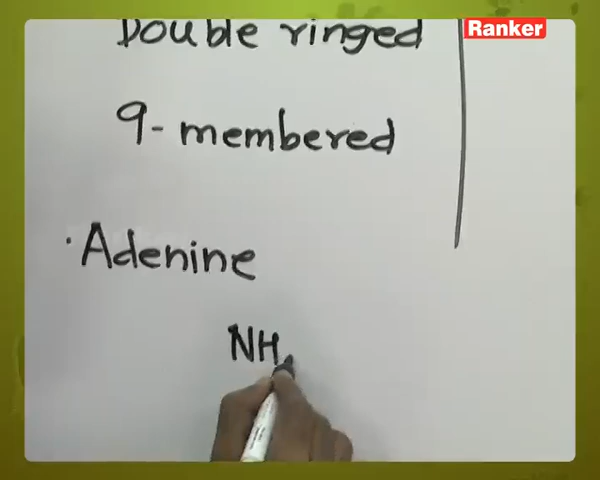 Ranker
Double ringed
9- membered
· Adenine
NH